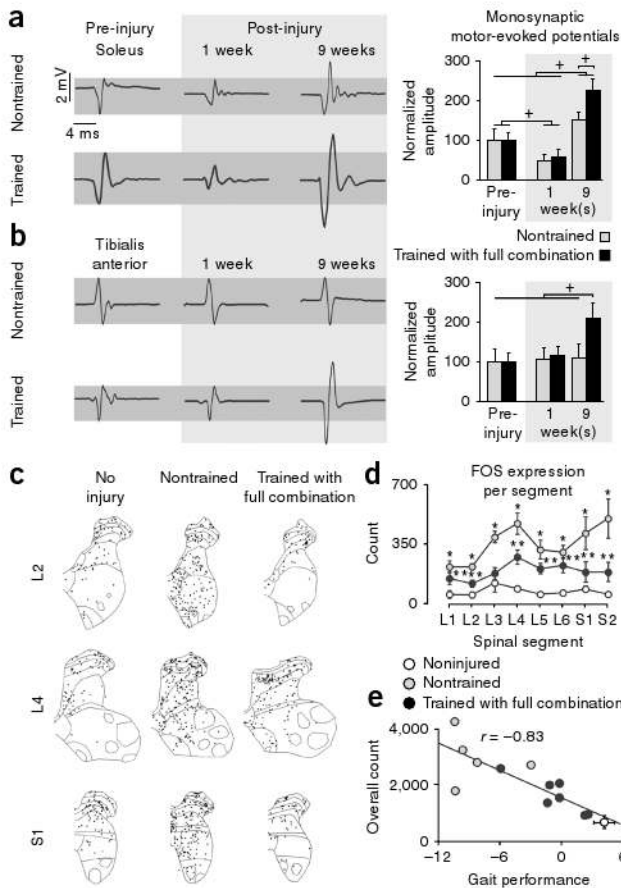 a
Pre-injury
Post-injury
Soleus
1 week
9 weeks
2 mV
4 ms
Nontrained
Trained
Monosynaptic
motor-evoked potentials
Normalized
amplitude
300
200
100
0
+
+
+
Pre-
injury
1
9
week(s)
Nontrained
Trained with full combination
b
Tibialis
anterior
1 week
9 weeks
Nontrained
Trained
Normalized
amplitude
300
200
100
0
+
Pre-
injury
1
9
week(s)
c
No
injury
Nontrained
Trained with
full combination
L2
L4
S1
d
FOS expression
per segment
Count
700
350
0
* * * * * * * *
** ** ** ** ** **
L1 L2 L3 L4 L5 L6 S1 S2
Spinal segment
Noninjured
Nontrained
Trained with full combination
e
r = −0.83
Overall count
4,000
2,000
0
−12 −6 0 6
Gait performance